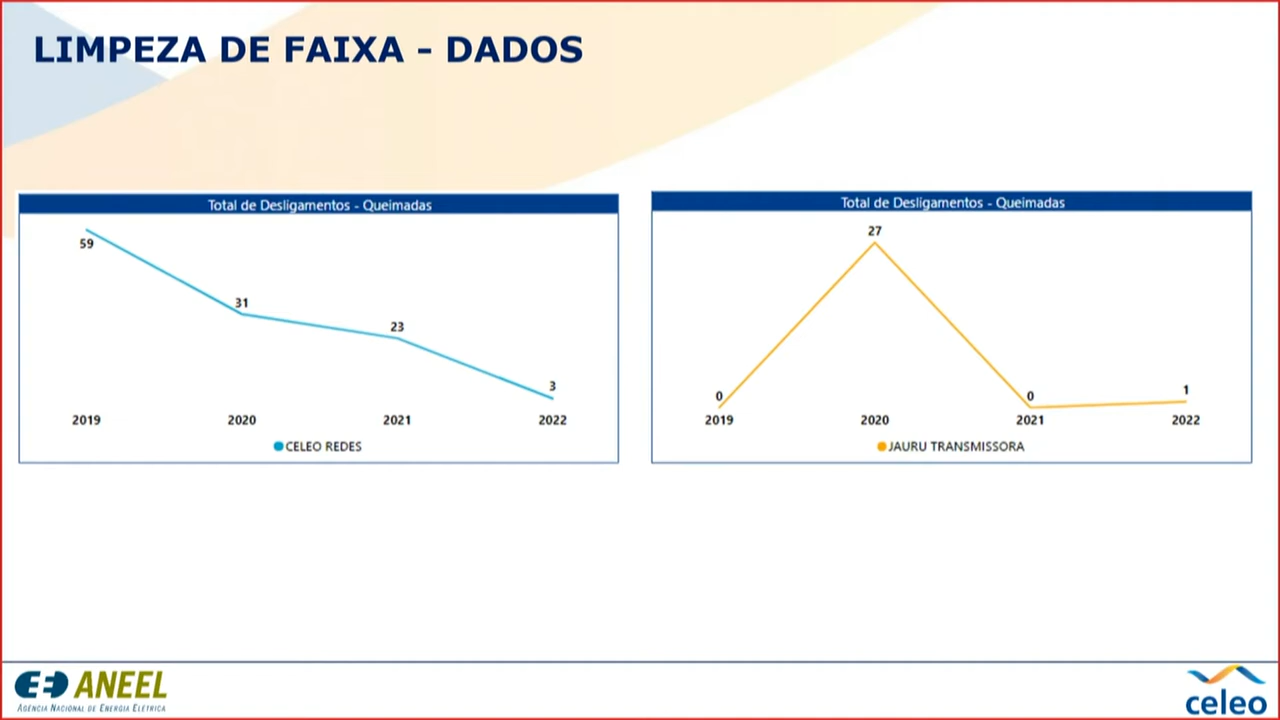 LIMPEZA DE FAIXA - DADOS
Total de Desligamentos - Queimadas
59
31
23
3
2019 2020 2021 2022
CELEO REDES
Total de Desligamentos - Queimadas
27
0
0
1
2019 2020 2021 2022
JAURU TRANSMISSORA
ANEEL
AGÊNCIA NACIONAL DE ENERGIA ELÉTRICA
celeo